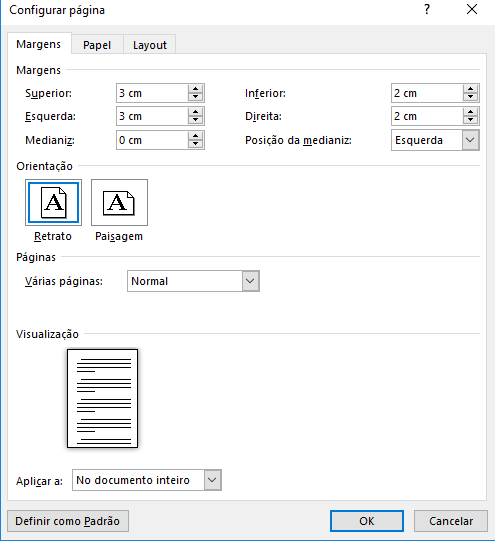 Configurar página ?
Margens Papel Layout
Margens
Superior: 3 cm Inferior: 2 cm
Esquerda: 3 cm Direita: 2 cm
Medianiz: 0 cm Posição da medianiz: Esquerda
Orientação
A A
Retrato Paisagem
Páginas
Várias páginas: Normal
Visualização
Aplicar a: No documento inteiro
Definir como Padrão OK Cancelar